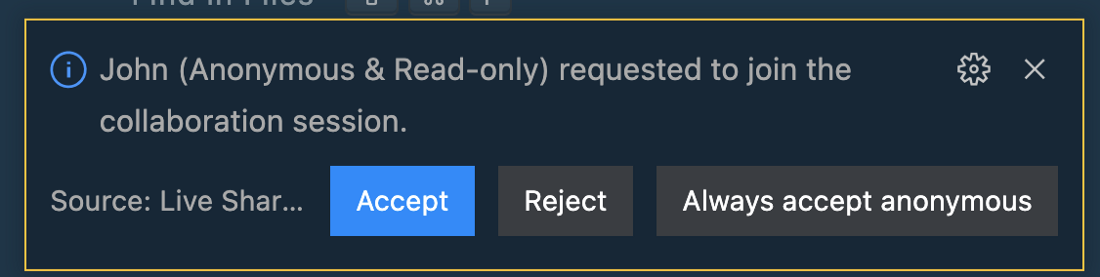 Find in Files
John (Anonymous & Read-only) requested to join the
collaboration session.
Source: Live Shar... Accept Reject Always accept anonymous